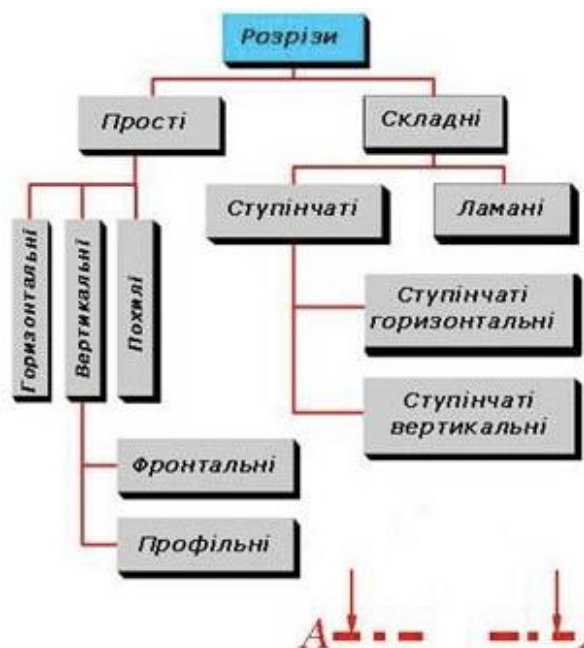 Розрізи
Прості
Складні
Ступінчаті
Ламані
Горизонтальні
Вертикальні
Похилі
Ступінчаті
горизонтальні
Ступінчаті
вертикальні
Фронтальні
Профільні
А